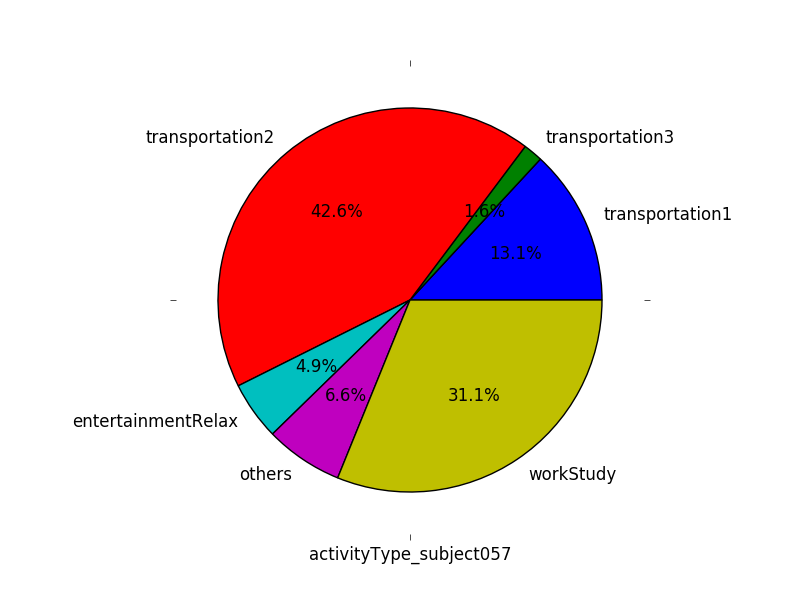 transportation2
transportation3
42.6%
1.6%
transportation1
13.1%
4.9%
6.6%
31.1%
entertainmentRelax
others
workStudy
activityType_subject057